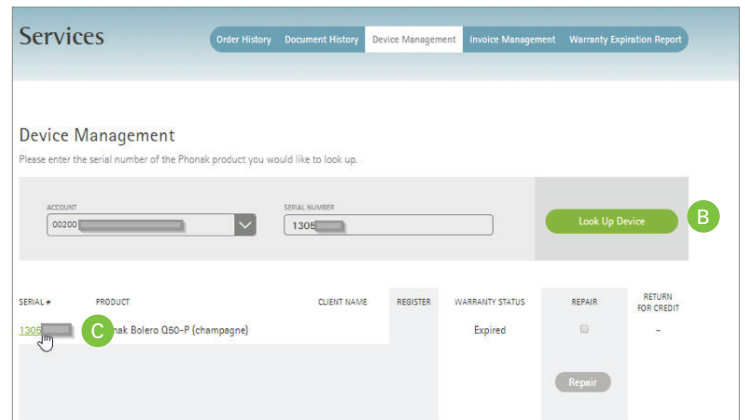 Services
Order History Document History Device Management Invoice Management Warranty Expiration Report
Device Management
Please enter the serial number of the Phonak product you would like to look up.
ACCOUNT SERIAL NUMBER
00200 1305 Look Up Device B
SERIAL # PRODUCT CLIENT NAME REGISTER WARRANTY STATUS REPAIR RETURN FOR CREDIT
1305 C nak Bolero Q50-P (champagne) Expired -
Repair